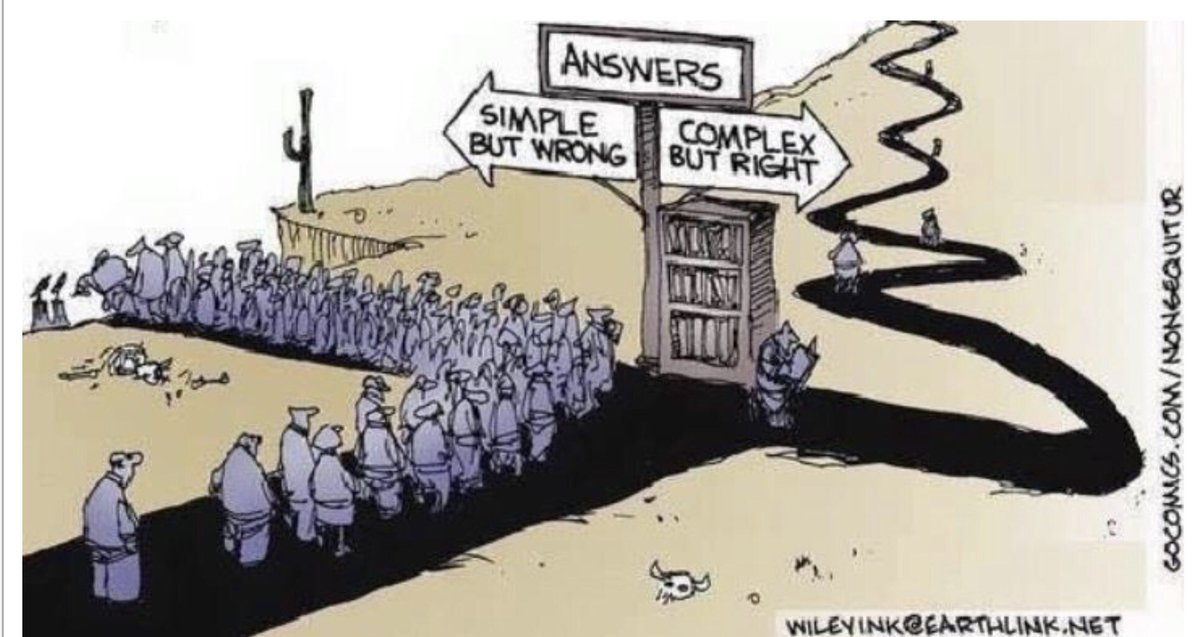 ANSWERS
SIMPLE
BUT WRONG
COMPLEX
BUT RIGHT
GOCOMICS.COM/NONSEQUITUR
WILEYINK@EARTHLINK.NET